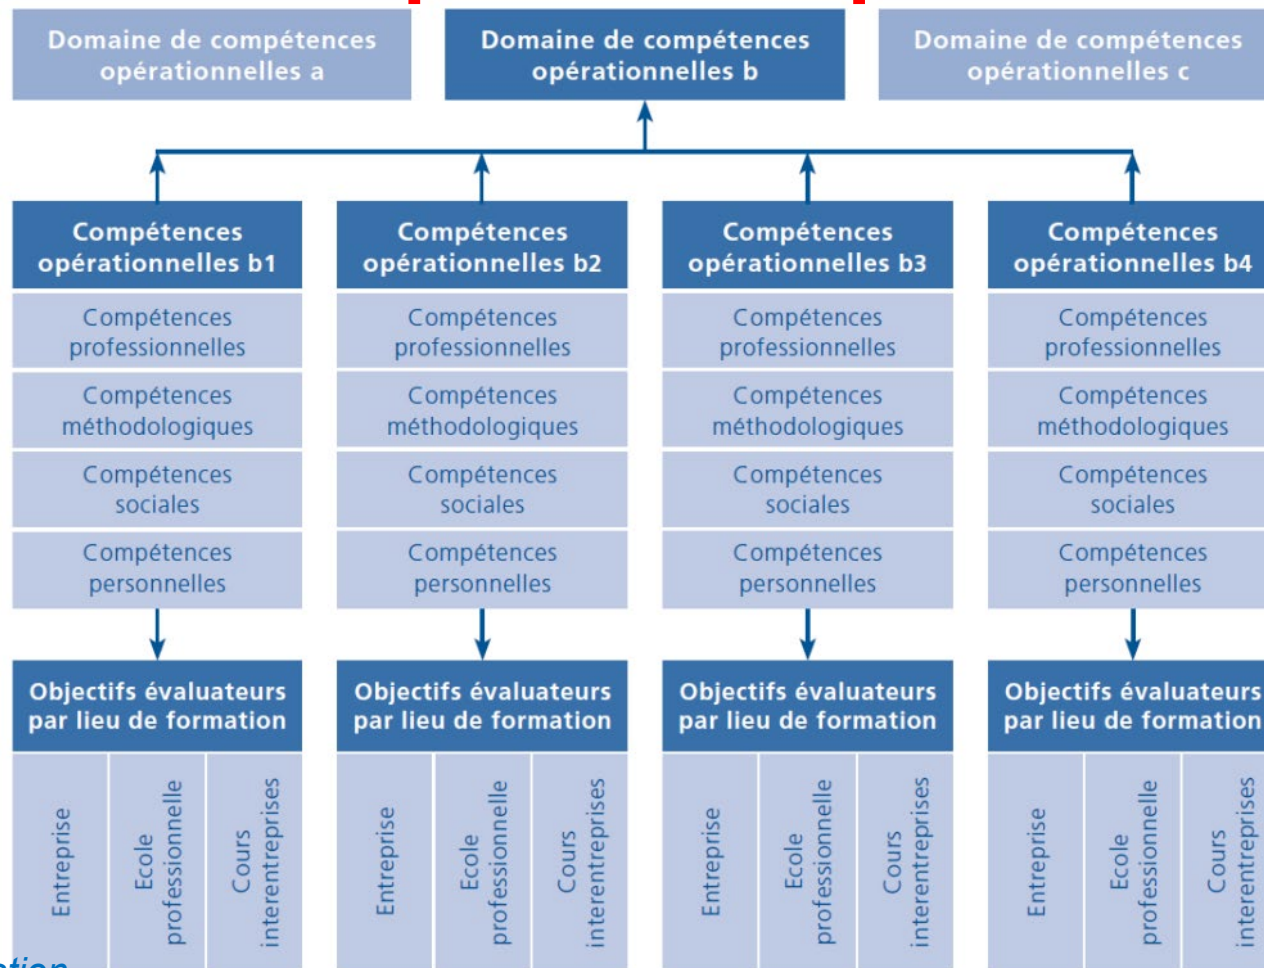 Domaine de compétences
opérationnelles a
Domaine de compétences
opérationnelles b
Domaine de compétences
opérationnelles c
Compétences
opérationnelles b1
Compétences
opérationnelles b2
Compétences
opérationnelles b3
Compétences
opérationnelles b4
Compétences
professionnelles
Compétences
professionnelles
Compétences
professionnelles
Compétences
professionnelles
Compétences
méthodologiques
Compétences
méthodologiques
Compétences
méthodologiques
Compétences
méthodologiques
Compétences
sociales
Compétences
sociales
Compétences
sociales
Compétences
sociales
Compétences
personnelles
Compétences
personnelles
Compétences
personnelles
Compétences
personnelles
Objectifs évaluateurs
par lieu de formation
Objectifs évaluateurs
par lieu de formation
Objectifs évaluateurs
par lieu de formation
Objectifs évaluateurs
par lieu de formation
Entreprise
Ecole
professionnelle
Cours
interentreprises
Entreprise
Ecole
professionnelle
Cours
interentreprises
Entreprise
Ecole
professionnelle
Cours
interentreprises
Entreprise
Ecole
professionnelle
Cours
interentreprises